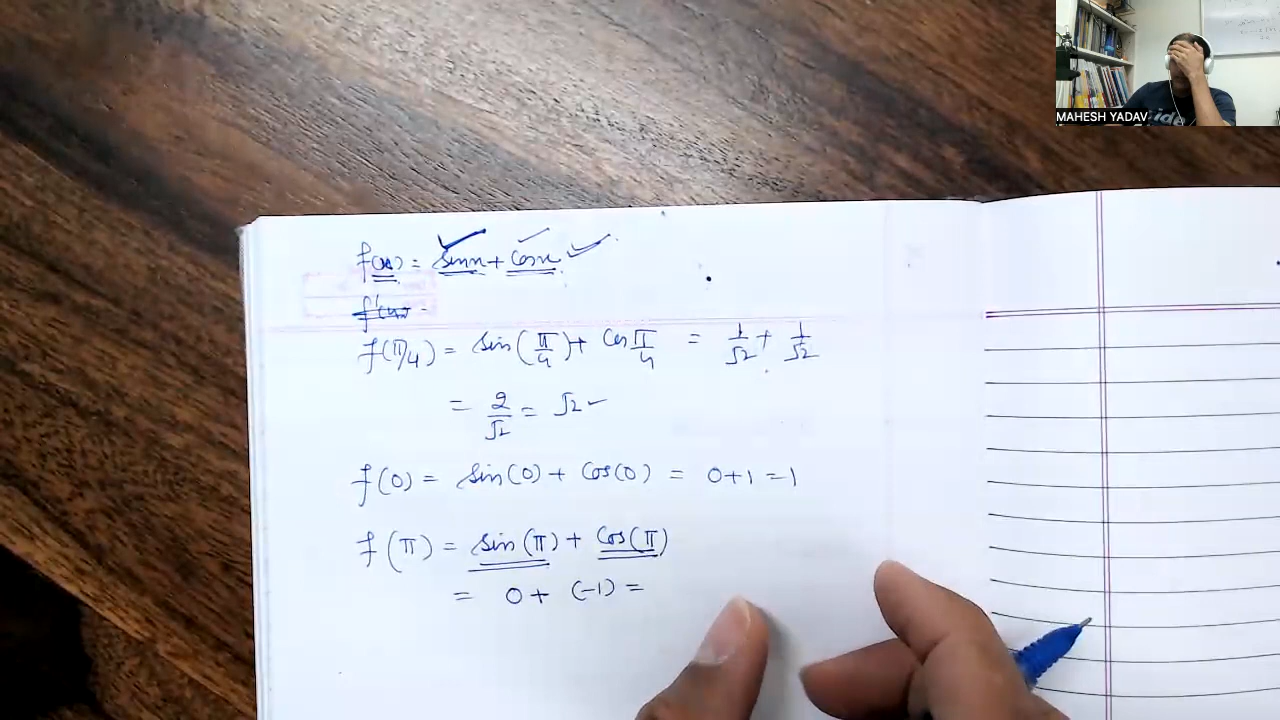 MAHESH YADAV
f(x) = sinx + cosx
f'(x) =
f(π/4) = sin(π/4) + cos π/4 = 1/√2 + 1/√2
= 2/√2 = √2
f(0) = sin(0) + cos(0) = 0+1 = 1
f(π) = sin(π) + cos(π)
= 0 + (-1) =